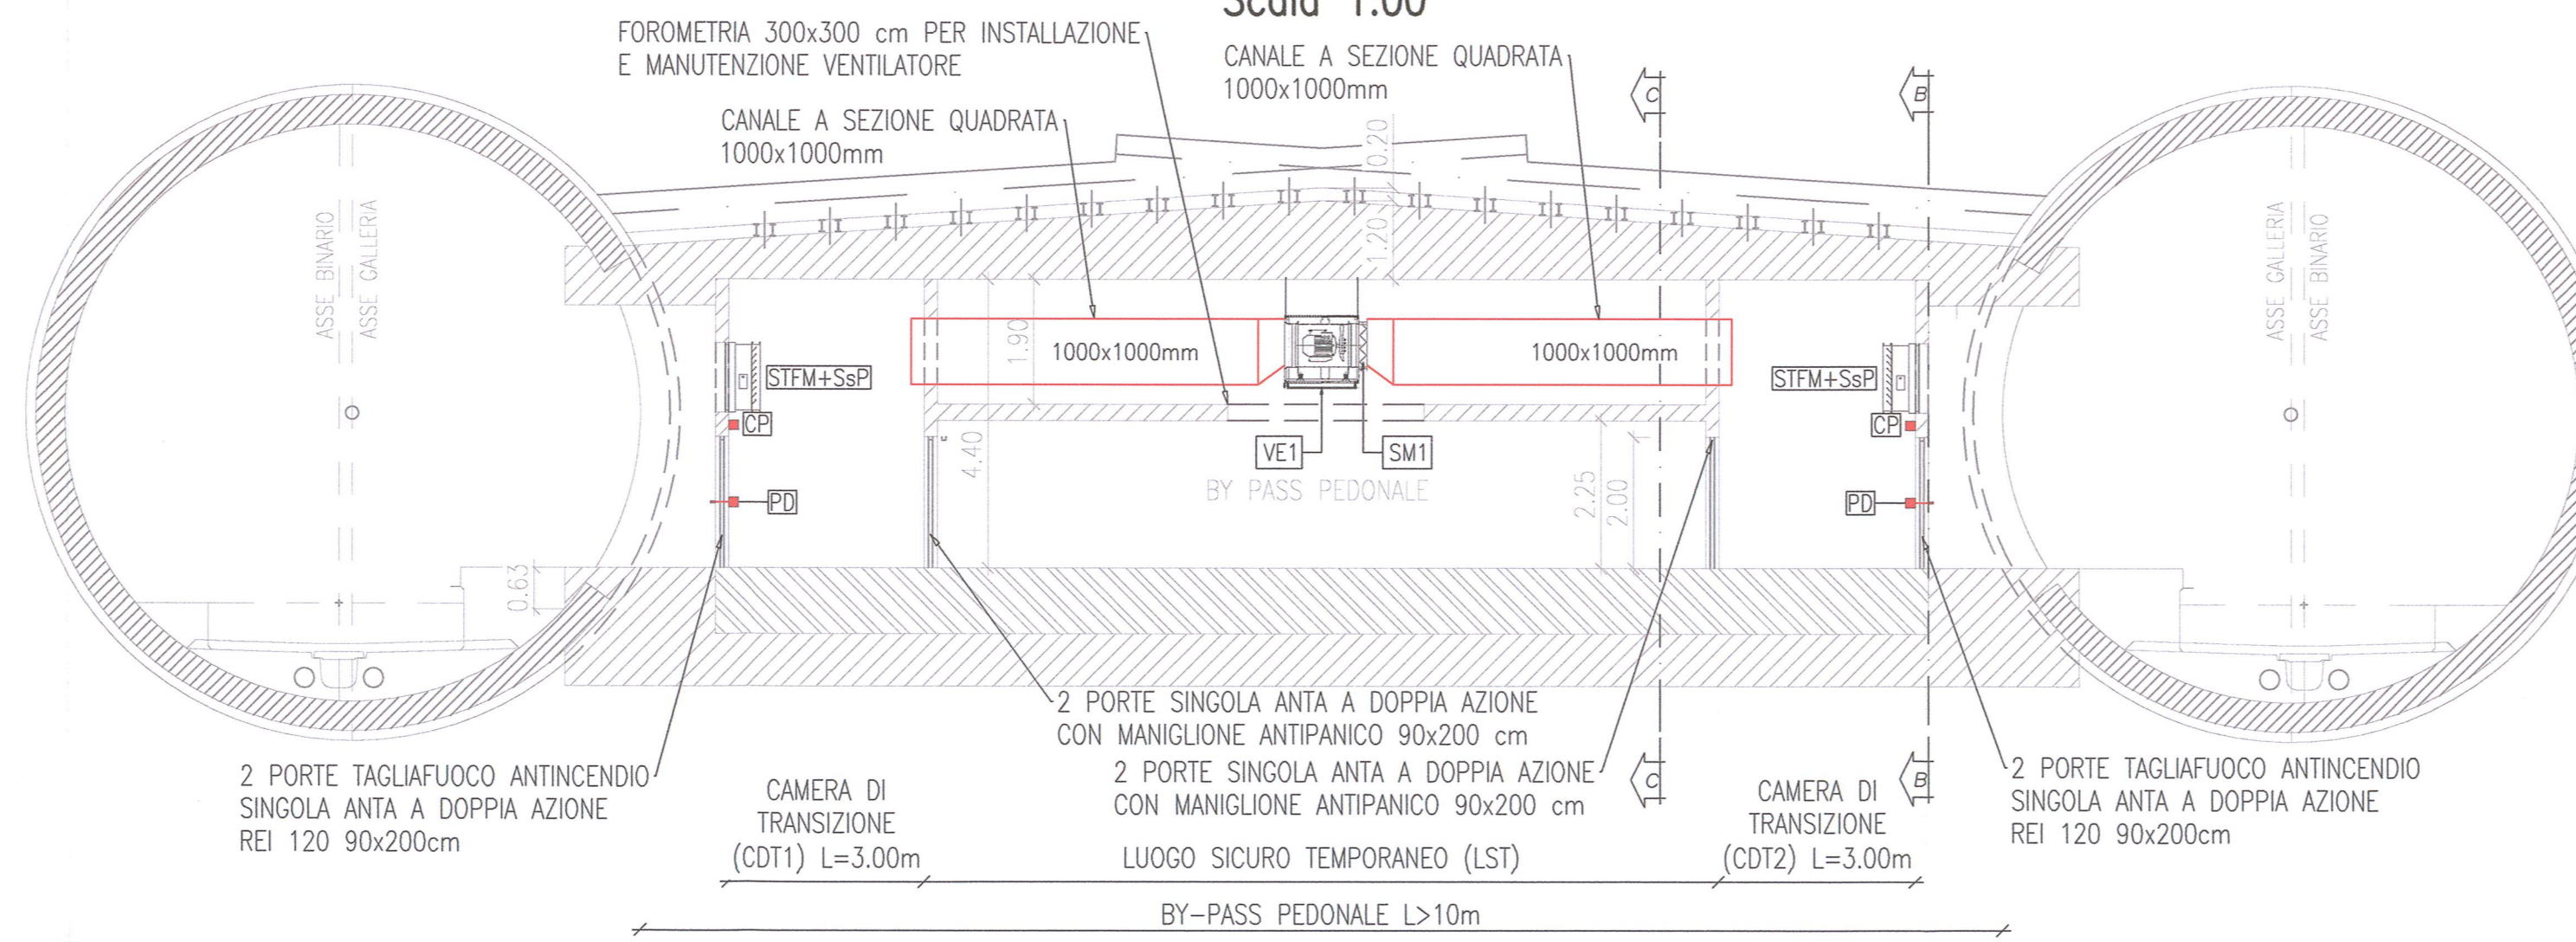 Scala 1:00
FOROMETRIA 300x300 cm PER INSTALLAZIONE
E MANUTENZIONE VENTILATORE
CANALE A SEZIONE QUADRATA
1000x1000mm
CANALE A SEZIONE QUADRATA
1000x1000mm
C
B
0.20
1.20
ASSE BINARIO
ASSE GALLERIA
ASSE GALLERIA
ASSE BINARIO
1.90
1000x1000mm
1000x1000mm
STFM+SsP
STFM+SsP
CP
CP
4.40
VE1
SM1
BY PASS PEDONALE
2.25
2.00
PD
PD
0.63
2 PORTE SINGOLA ANTA A DOPPIA AZIONE
CON MANIGLIONE ANTIPANICO 90x200 cm
2 PORTE SINGOLA ANTA A DOPPIA AZIONE
CON MANIGLIONE ANTIPANICO 90x200 cm
C
B
2 PORTE TAGLIAFUOCO ANTINCENDIO
SINGOLA ANTA A DOPPIA AZIONE
REI 120 90x200cm
CAMERA DI
TRANSIZIONE
(CDT1) L=3.00m
LUOGO SICURO TEMPORANEO (LST)
CAMERA DI
TRANSIZIONE
(CDT2) L=3.00m
2 PORTE TAGLIAFUOCO ANTINCENDIO
SINGOLA ANTA A DOPPIA AZIONE
REI 120 90x200cm
BY-PASS PEDONALE L>10m